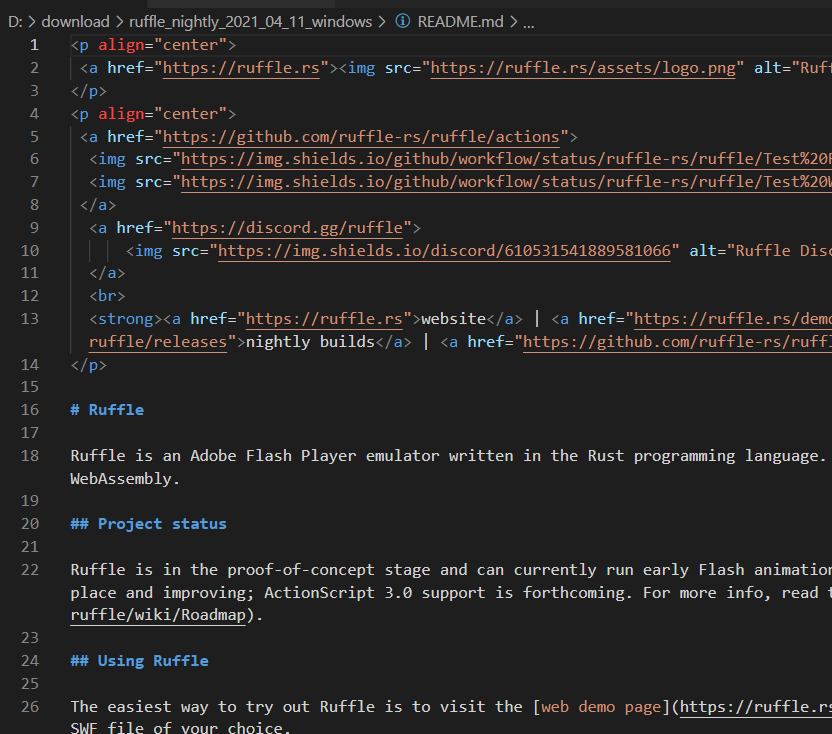 D: > download > ruffle_nightly_2021_04_11_windows > README.md > ...
1 <p align="center">
2 <a href="https://ruffle.rs"><img src="https://ruffle.rs/assets/logo.png" alt="Ruff
3 </p>
4 <p align="center">
5 <a href="https://github.com/ruffle-rs/ruffle/actions">
6 <img src="https://img.shields.io/github/workflow/status/ruffle-rs/ruffle/Test%20
7 <img src="https://img.shields.io/github/workflow/status/ruffle-rs/ruffle/Test%20
8 </a>
9 <a href="https://discord.gg/ruffle">
10 <img src="https://img.shields.io/discord/610531541889581066" alt="Ruffle Disc
11 </a>
12 <br>
13 <strong><a href="https://ruffle.rs">website</a> | <a href="https://ruffle.rs/demo
ruffle/releases">nightly builds</a> | <a href="https://github.com/ruffle-rs/ruffl
14 </p>
15
16 # Ruffle
17
18 Ruffle is an Adobe Flash Player emulator written in the Rust programming language.
WebAssembly.
19
20 ## Project status
21
22 Ruffle is in the proof-of-concept stage and can currently run early Flash animation
place and improving; ActionScript 3.0 support is forthcoming. For more info, read
ruffle/wiki/Roadmap).
23
24 ## Using Ruffle
25
26 The easiest way to try out Ruffle is to visit the [web demo page](https://ruffle.rs
SWF file of your choice.